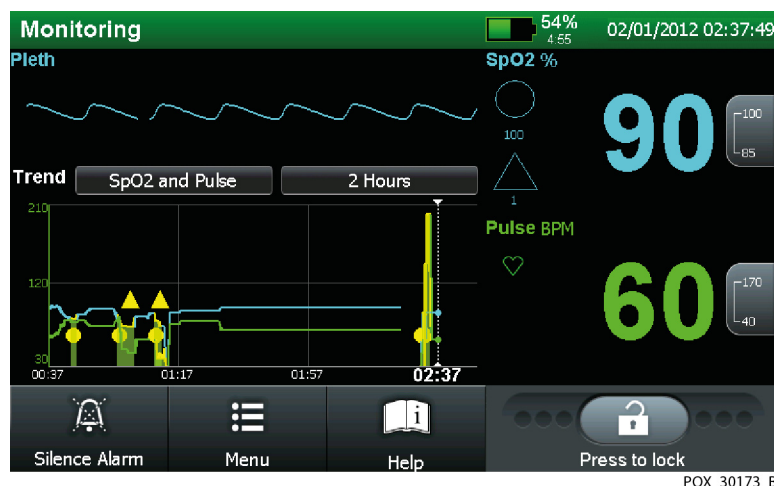 Monitoring
54%
4:55
02/01/2012 02:37:49
Pleth
SpO2 %
100
1
90
100
85
Trend
SpO2 and Pulse
2 Hours
210
120
30
00:37
01:17
01:57
02:37
Pulse BPM
60
170
40
Silence Alarm
Menu
i
Help
Press to lock
POX_30173_B